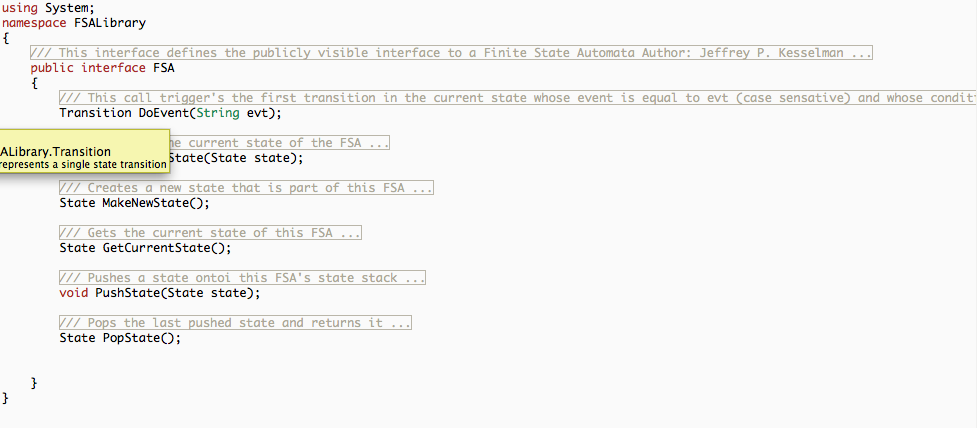 using System;
namespace FSALibrary
{
/// This interface defines the publicly visible interface to a Finite State Automata Author: Jeffrey P. Kesselman ...
public interface FSA
{
/// This call trigger's the first transition in the current state whose event is equal to evt (case sensative) and whose condit
Transition DoEvent(String evt);
he current state of the FSA ...
State(State state);
ALibrary.Transition
represents a single state transition
/// Creates a new state that is part of this FSA ...
State MakeNewState();
/// Gets the current state of this FSA ...
State GetCurrentState();
/// Pushes a state ontoi this FSA's state stack ...
void PushState(State state);
/// Pops the last pushed state and returns it ...
State PopState();
}
}